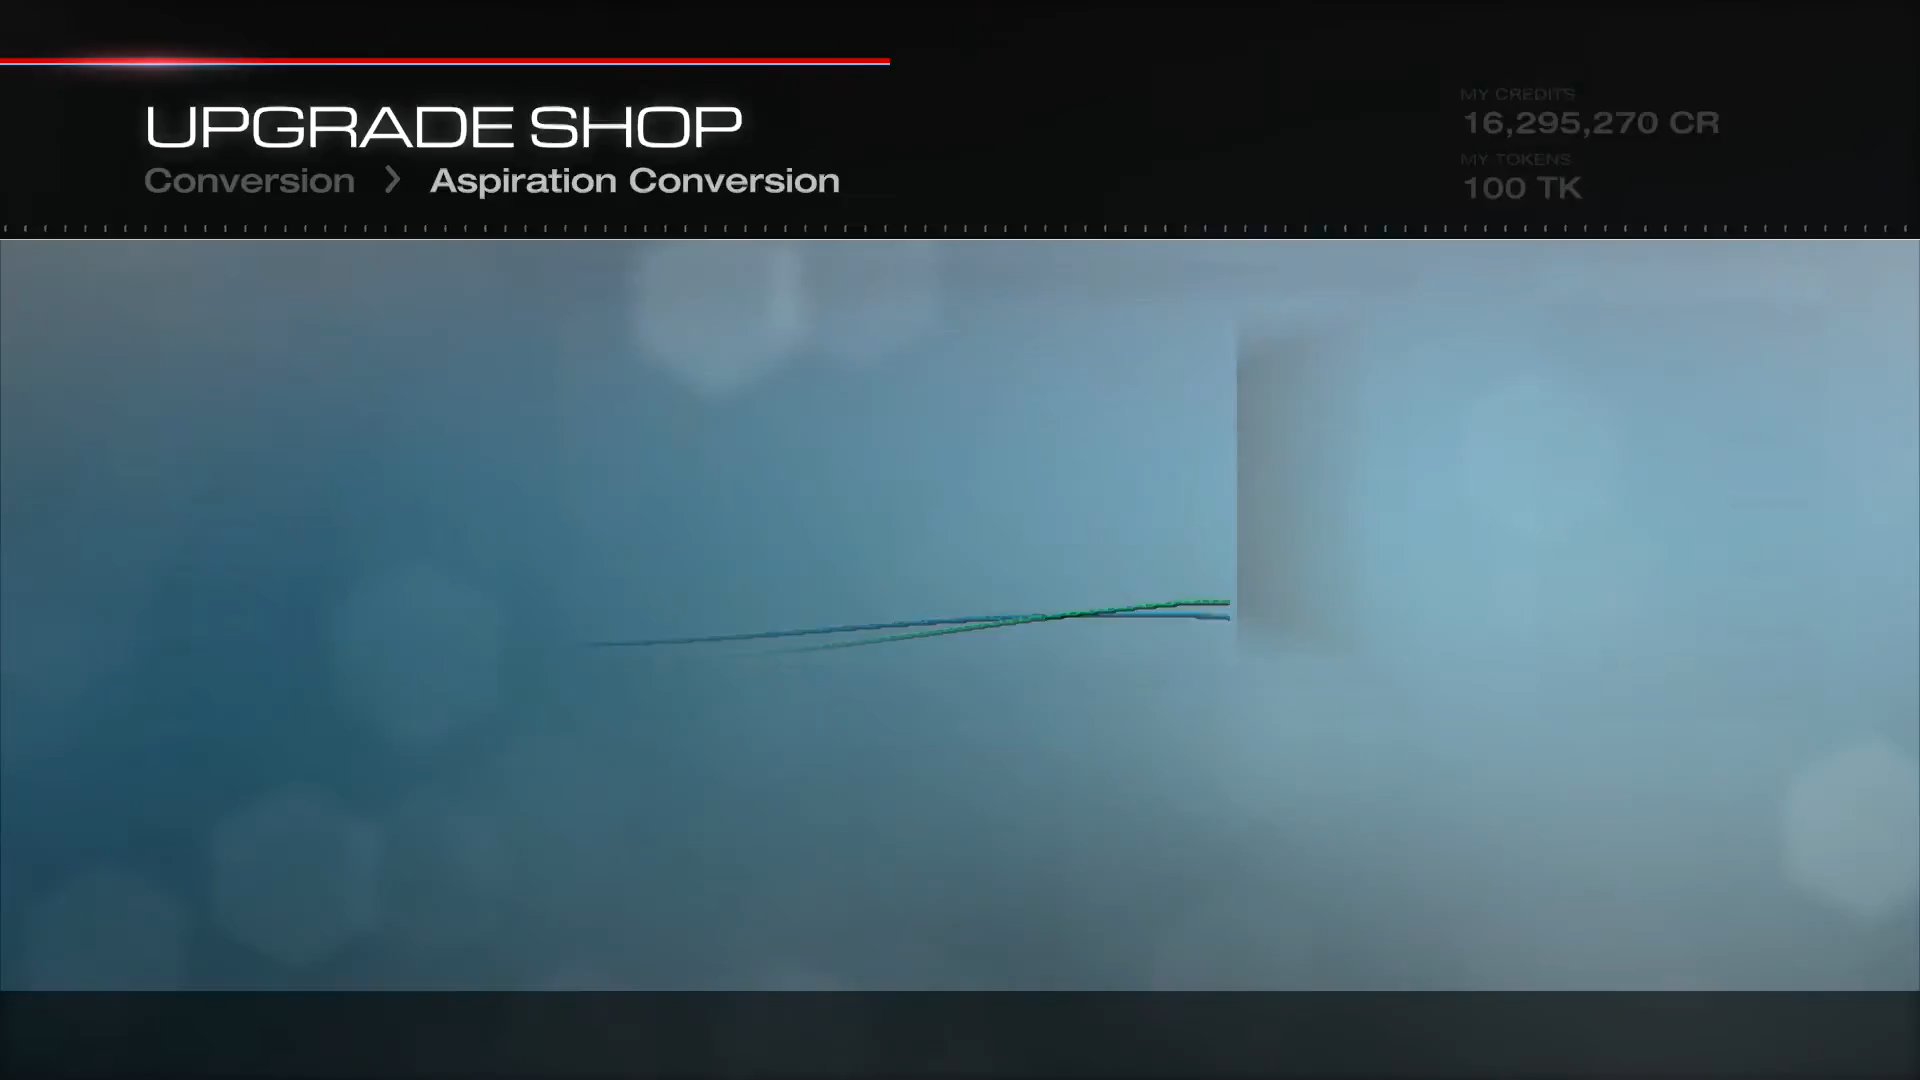 UPGRADE SHOP
Conversion > Aspiration Conversion
MY CREDITS
16,295,270 CR
MY TOKENS
100 TK